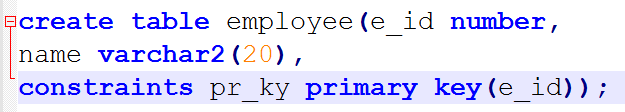 create table employee(e_id number,
name varchar2(20),
constraints pr_ky primary key(e_id));